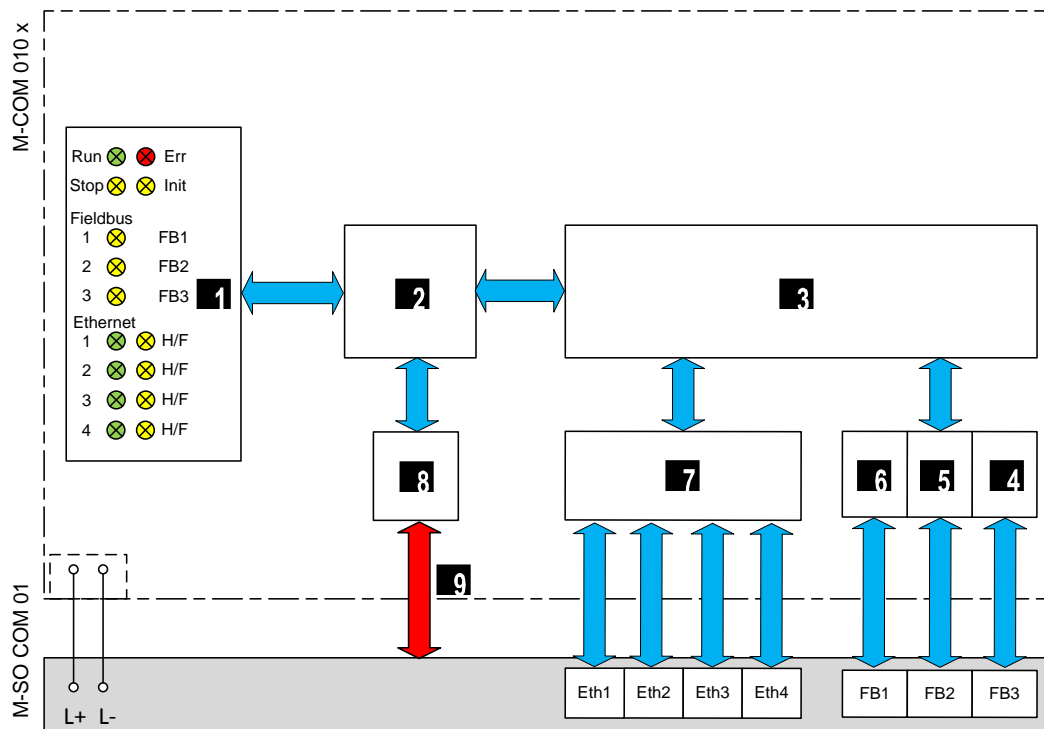 M-COM 010 x
Run Err
Stop Init
Fieldbus
1 FB1
2 FB2
3 FB3
Ethernet
1 H/F
2 H/F
3 H/F
4 H/F
1
2
3
8
7
6
5
4
9
M-SO COM 01
L+ L-
Eth1 Eth2 Eth3 Eth4
FB1 FB2 FB3